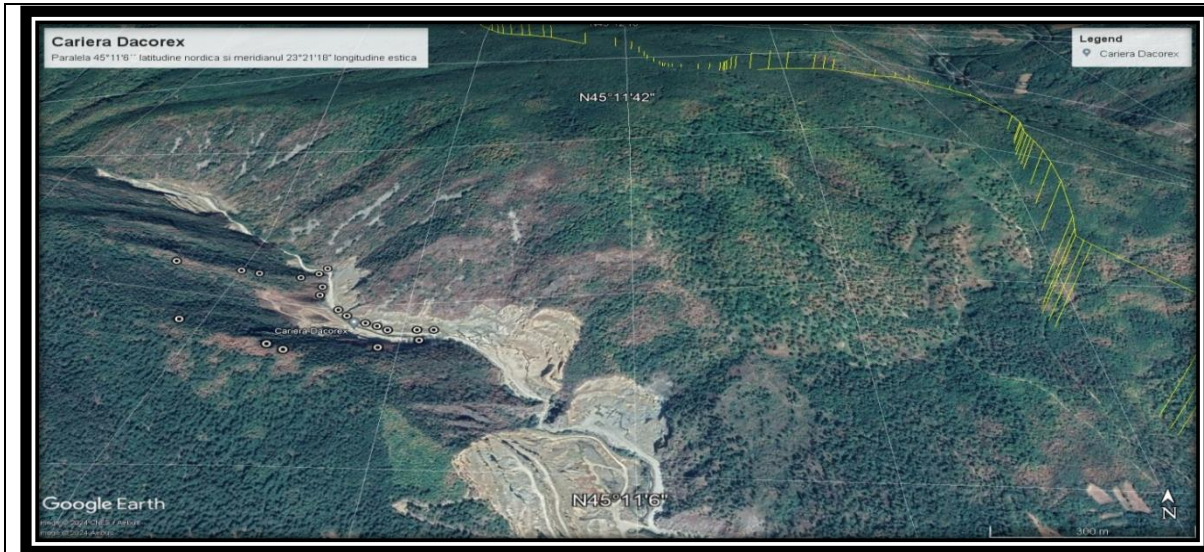 Cariera Dacorex
Paralela 45°11'6´´ latitudine nordica si meridianul 23°21'18" longitudine estica
Legend
Cariera Dacorex
N45°11'42"
Cariera Dacorex
N45°11'6"
Google Earth
N
300 m